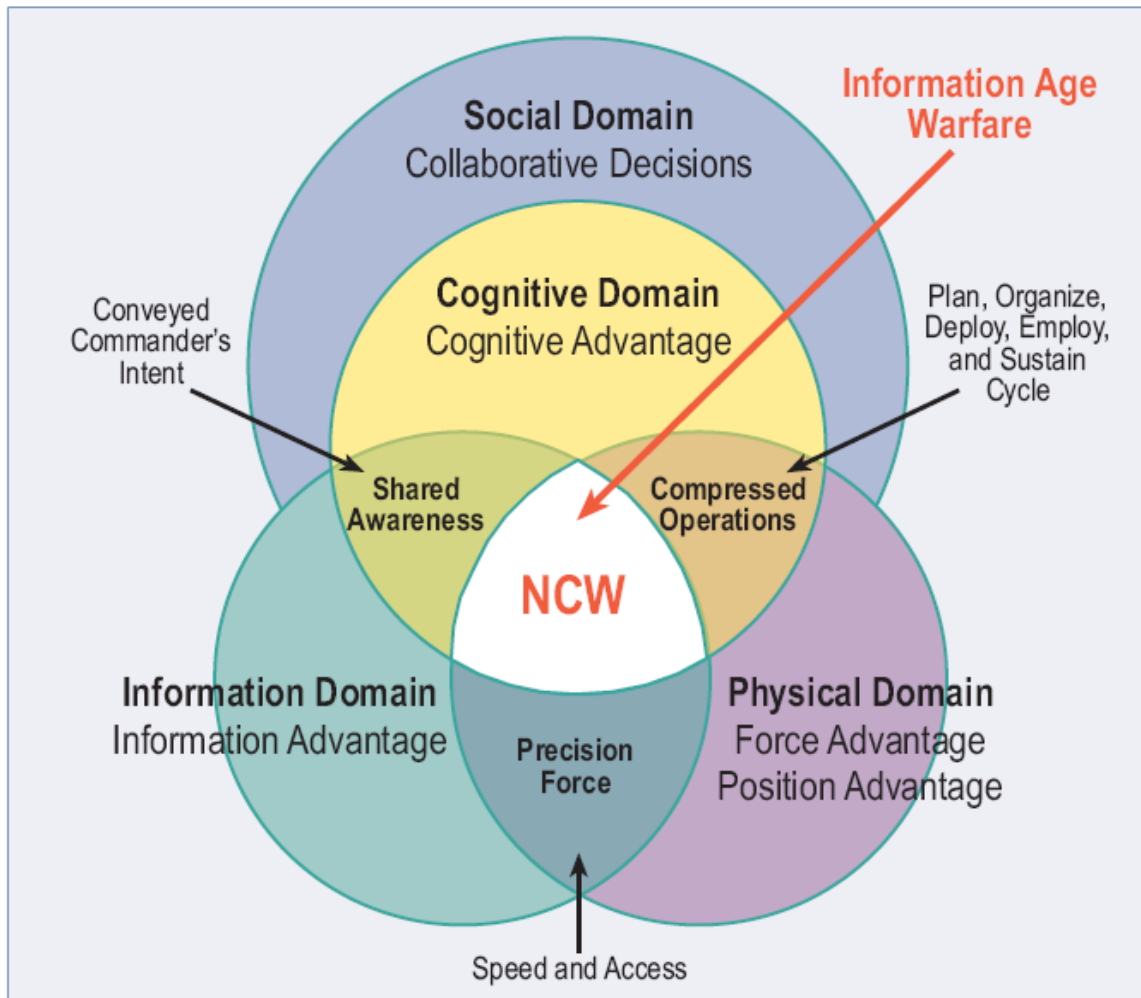 Information Age
Warfare
Social Domain
Collaborative Decisions
Cognitive Domain
Cognitive Advantage
Conveyed
Commander's
Intent
Plan, Organize,
Deploy, Employ,
and Sustain
Cycle
Shared
Awareness
Compressed
Operations
NCW
Information Domain
Information Advantage
Physical Domain
Force Advantage
Position Advantage
Precision
Force
Speed and Access